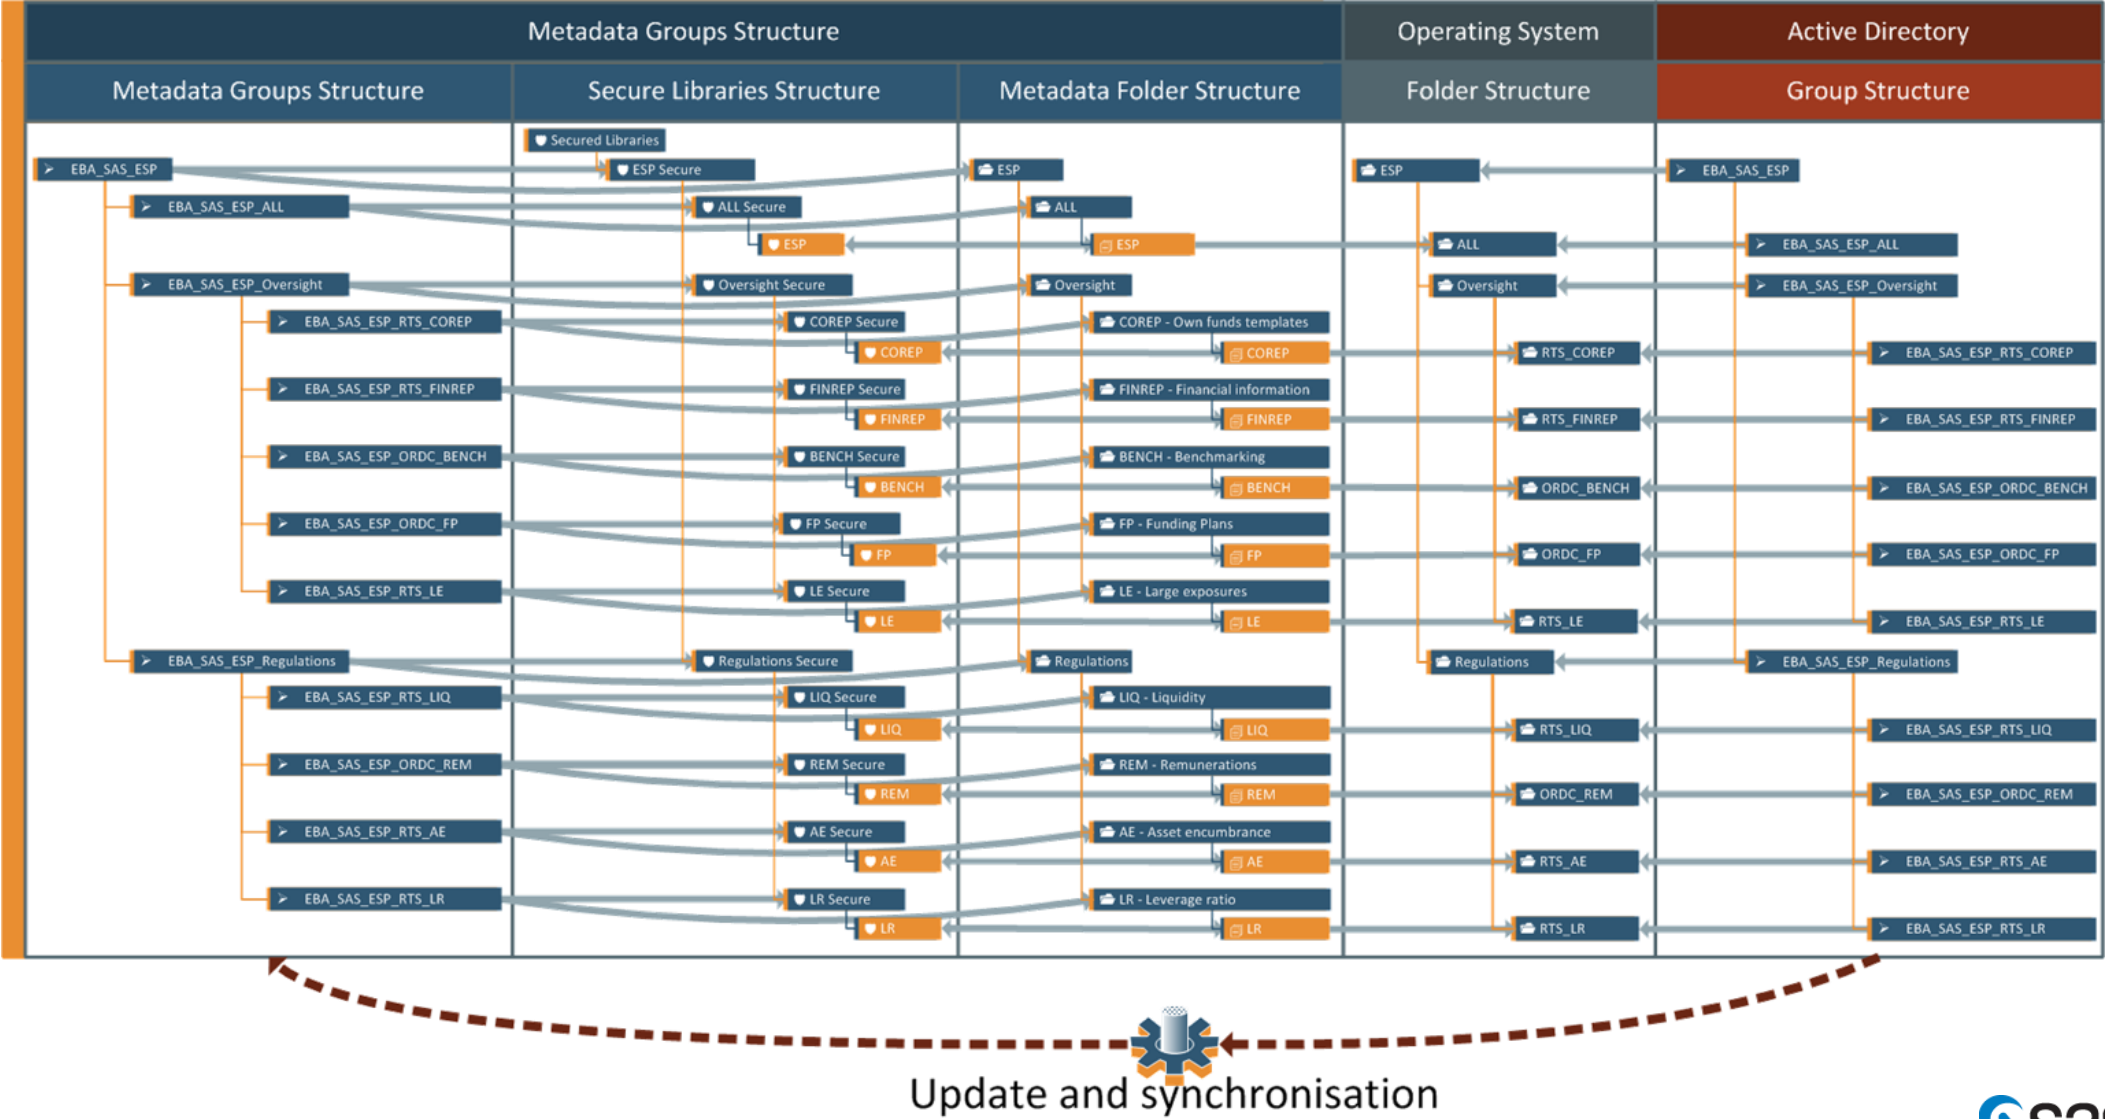 Metadata Groups Structure Operating System Active Directory
Metadata Groups Structure Secure Libraries Structure Metadata Folder Structure Folder Structure Group Structure
Secured Libraries
EBA_SAS_ESP ESP Secure ESP ESP EBA_SAS_ESP
EBA_SAS_ESP_ALL ALL Secure ALL
ESP ESP ALL EBA_SAS_ESP_ALL
EBA_SAS_ESP_Oversight Oversight Secure Oversight Oversight EBA_SAS_ESP_Oversight
EBA_SAS_ESP_RTS_COREP COREP Secure COREP - Own funds templates
COREP COREP RTS_COREP EBA_SAS_ESP_RTS_COREP
EBA_SAS_ESP_RTS_FINREP FINREP Secure FINREP - Financial information
FINREP FINREP RTS_FINREP EBA_SAS_ESP_RTS_FINREP
EBA_SAS_ESP_ORDC_BENCH BENCH Secure BENCH - Benchmarking
BENCH BENCH ORDC_BENCH EBA_SAS_ESP_ORDC_BENCH
EBA_SAS_ESP_ORDC_FP FP Secure FP - Funding Plans
FP FP ORDC_FP EBA_SAS_ESP_ORDC_FP
EBA_SAS_ESP_RTS_LE LE Secure LE - Large exposures
LE LE RTS_LE EBA_SAS_ESP_RTS_LE
EBA_SAS_ESP_Regulations Regulations Secure Regulations Regulations EBA_SAS_ESP_Regulations
EBA_SAS_ESP_RTS_LIQ LIQ Secure LIQ - Liquidity
LIQ LIQ RTS_LIQ EBA_SAS_ESP_RTS_LIQ
EBA_SAS_ESP_ORDC_REM REM Secure REM - Remunerations
REM REM ORDC_REM EBA_SAS_ESP_ORDC_REM
EBA_SAS_ESP_RTS_AE AE Secure AE - Asset encumbrance
AE AE RTS_AE EBA_SAS_ESP_RTS_AE
EBA_SAS_ESP_RTS_LR LR Secure LR - Leverage ratio
LR LR RTS_LR EBA_SAS_ESP_RTS_LR
Update and synchronisation